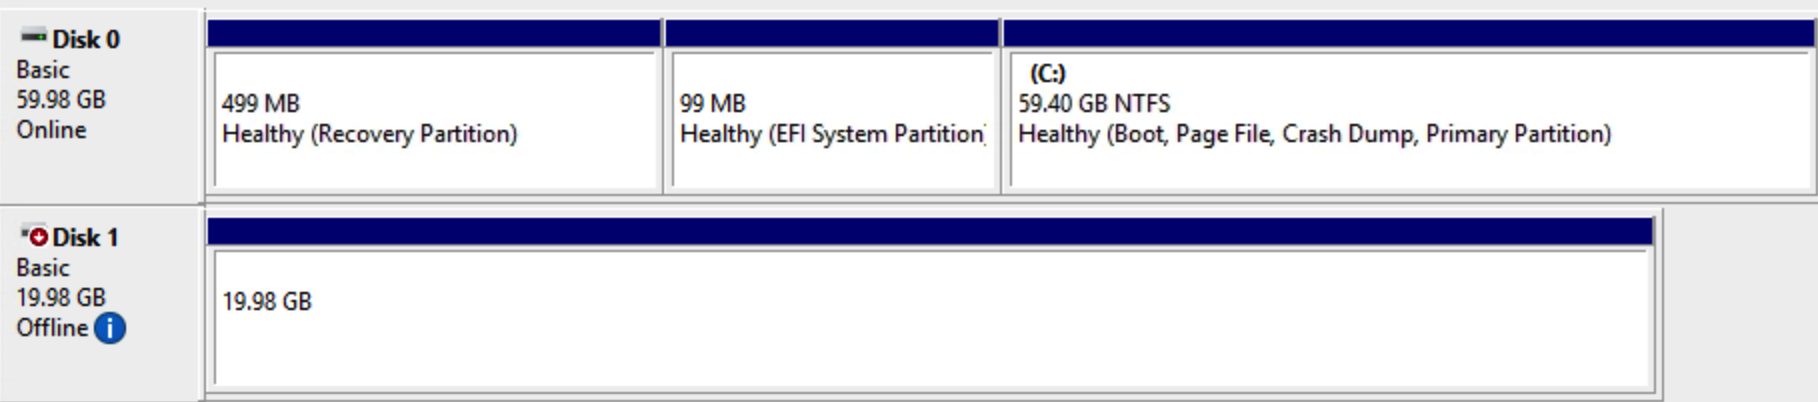 Disk 0
Basic
59.98 GB
Online
499 MB
Healthy (Recovery Partition)
99 MB
Healthy (EFI System Partition)
(C:)
59.40 GB NTFS
Healthy (Boot, Page File, Crash Dump, Primary Partition)
Disk 1
Basic
19.98 GB
Offline i
19.98 GB